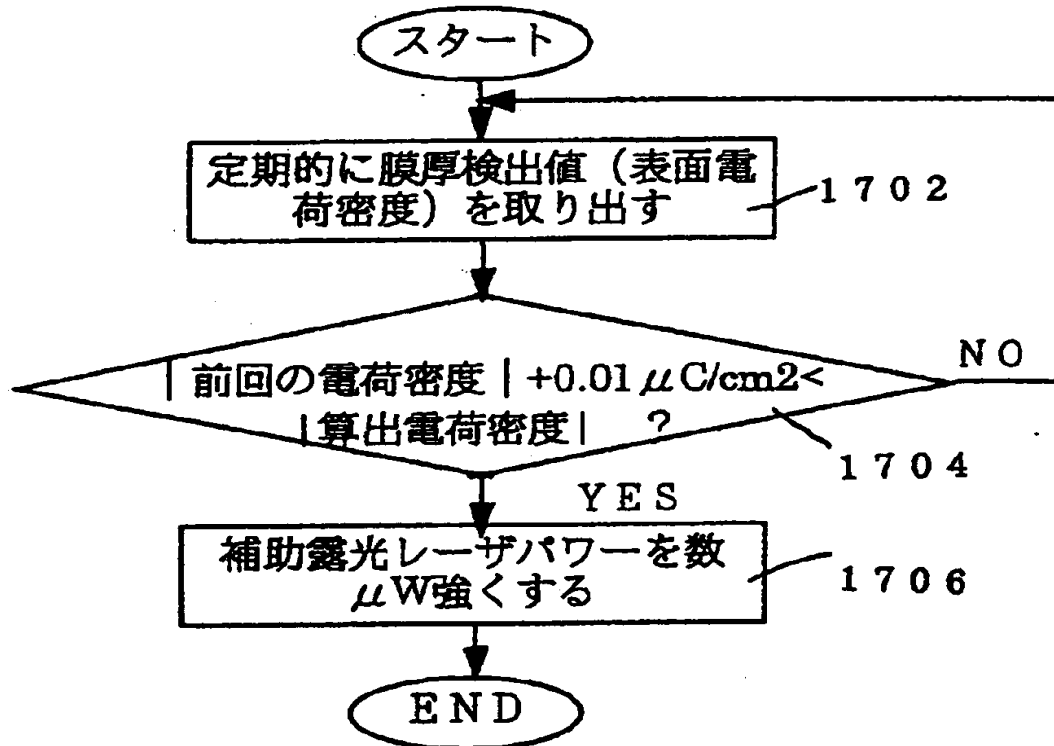 スタート
定期的に膜厚検出値（表面電
荷密度）を取り出す
1702
|前回の電荷密度|+0.01μC/cm2<
|算出電荷密度| ?
NO
1704
YES
補助露光レーザパワーを数
μW強くする
1706
END